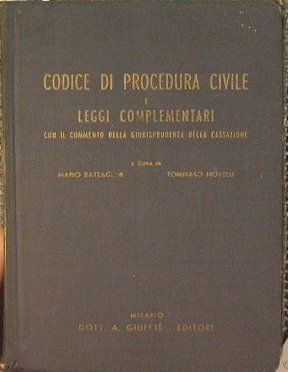 CODICE DI PROCEDURA CIVILE
E
LEGGI COMPLEMENTARI
CON IL COMMENTO DELLA GIURISPRUDENZA DELLA CASSAZIONE
A CURA DI
MARIO BATTAGLINI TOMMASO NOVELLI
MILANO
DOTT. A. GIUFFRÈ - EDITORE